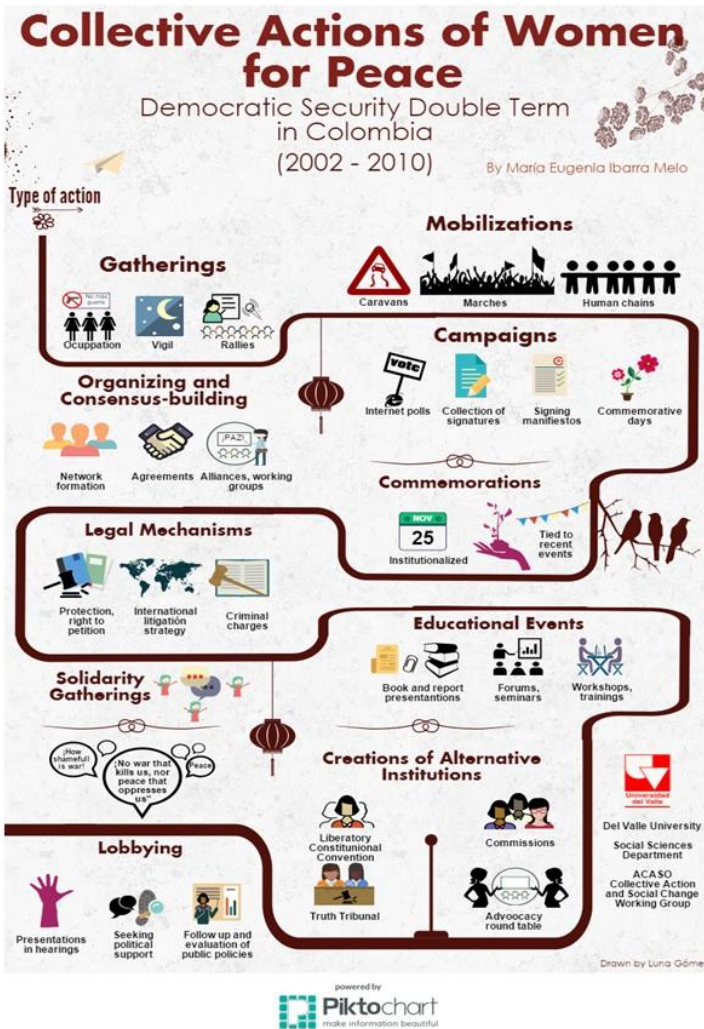 Collective Actions of Women
for Peace
Democratic Security Double Term
in Colombia
(2002 - 2010)
By María Eugenia Ibarra Melo
Type of action
Gatherings
No más
guerra
Ocuppation
Vigil
Rallies
Mobilizations
Caravans
Marches
Human chains
Campaigns
vote
Internet polls
Collection of
signatures
Signing
manifiestos
Commemorative
days
Organizing and
Consensus-building
¡PAZ!
Network
formation
Agreements
Alliances, working
groups
Commemorations
NOV
25
Institutionalized
Tied to
recent
events
Legal Mechanisms
Protection,
right to
petition
International
litigation
strategy
Criminal
charges
Educational Events
Book and report
presentantions
Forums,
seminars
Workshops,
trainings
Solidarity
Gatherings
¡How
shamefull
is war!
¡No war that
kills us, nor
peace that
oppresses
us"
Peace
Creations of Alternative
Institutions
Liberatory
Constitunional
Convention
Commissions
Truth Tribunal
Advoocacy
round table
Lobbying
Presentations
in hearings
Seeking
political
support
Follow up and
evaluation of
public policies
Universidad
del Valle
Del Valle University
Social Sciences
Department
ACASO
Collective Action
and Social Change
Working Group
Drawn by Luna Góme
powered by
Piktochart
make information beautiful